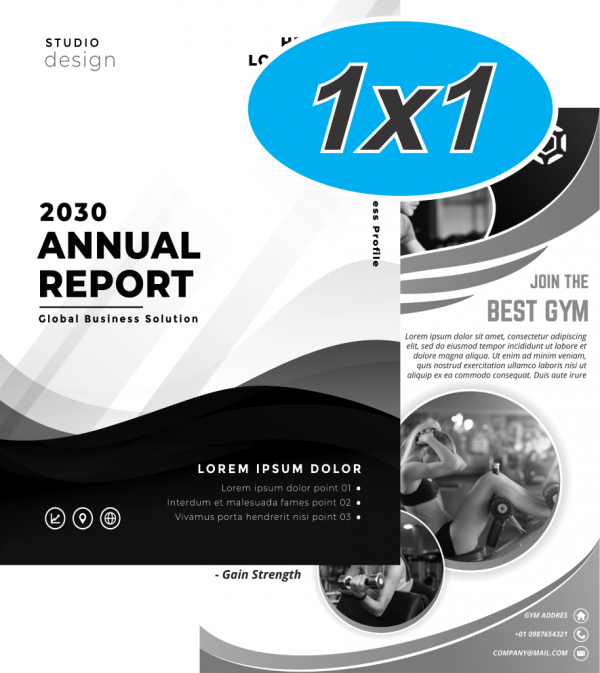 STUDIO
design
1x1
2030
ANNUAL
REPORT
Global Business Solution
ess Profile
LOREM IPSUM DOLOR
Lorem ipsum dolor point 01
Interdum et malesuada fames point 02
Vivamus porta hendrerit nisi point 03
JOIN THE
BEST GYM
Lorem ipsum sit amet, consectetur adipiscing
elit, sed do eiusmod tempor incididunt ut labore et
dolore magna aliqua. Ut enim ad minim veniam,
quis nostrud exercitation ullamco laboris nisi ut
aliquip ex ea commodo consequat. Duis aute irure
- Gain Strength
GYM ADDRES
+01 0987654321
COMPANY@MAIL.COM